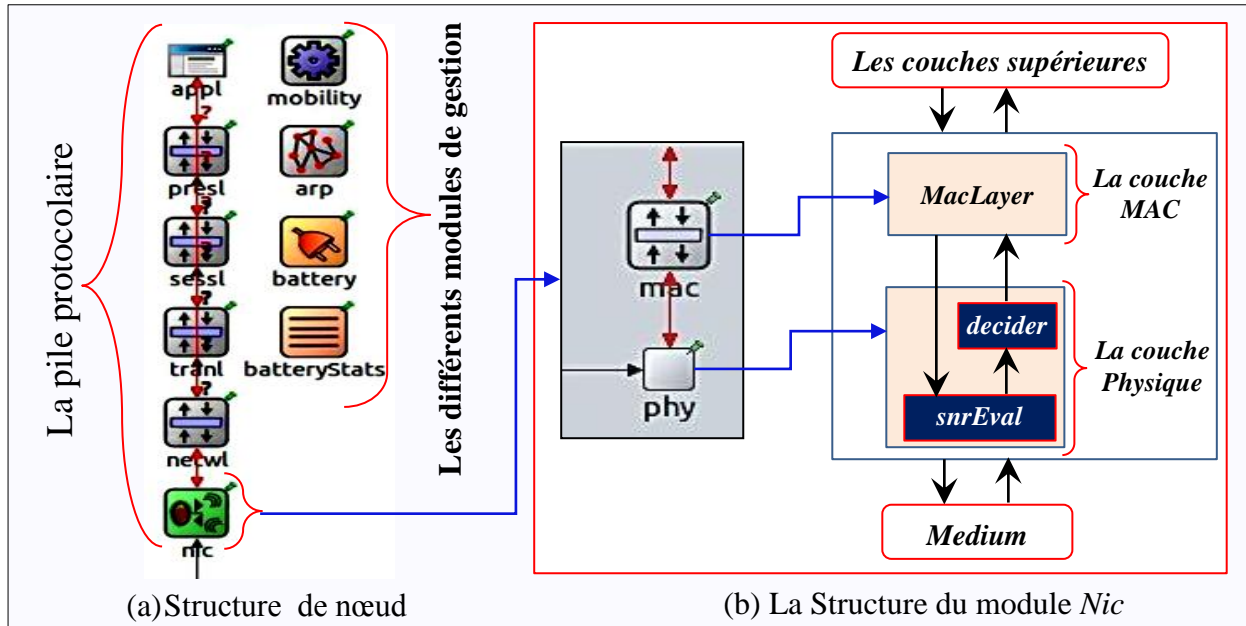 La pile protocolaire
appl
?
presl
?
?
sessl
?
?
tranl
?
netwl
nic
mobility
arp
battery
batteryStats
Les différents modules de gestion
(a)Structure de nœud
mac
phy
Les couches supérieures
MacLayer
La couche
MAC
decider
snrEval
La couche
Physique
Medium
(b) La Structure du module Nic